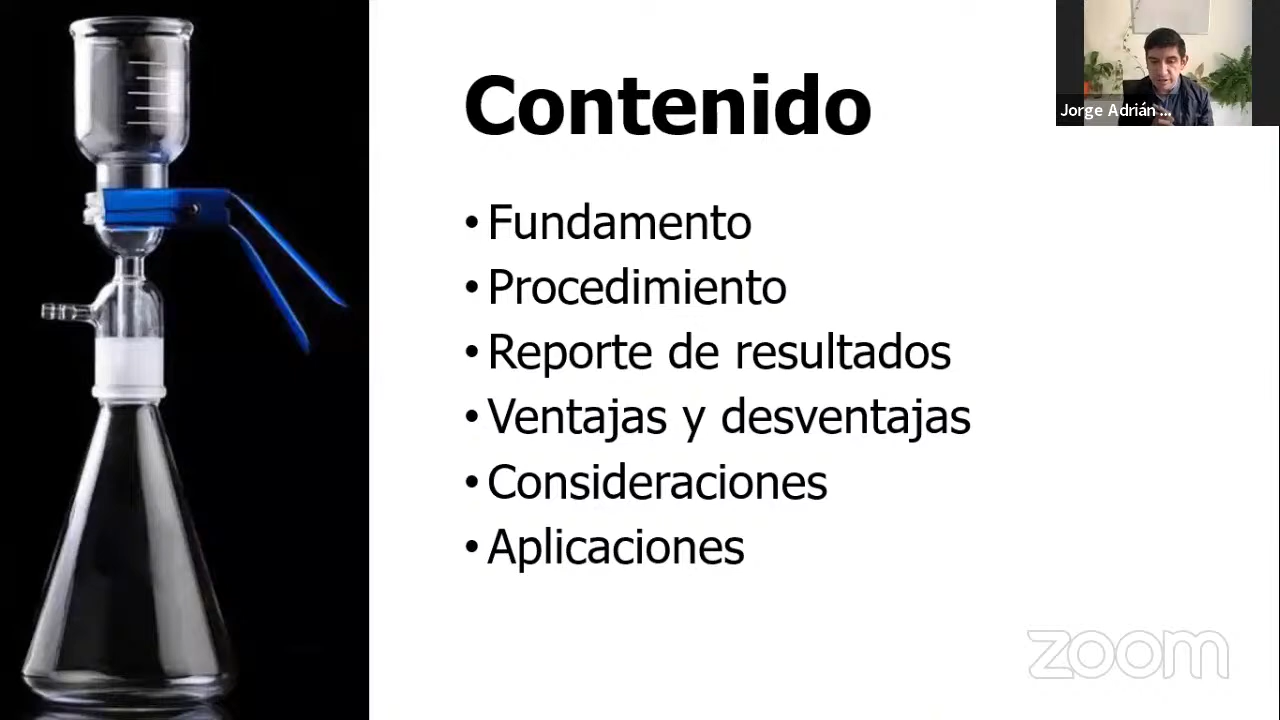 Contenido
Jorge Adrián ...
• Fundamento
• Procedimiento
• Reporte de resultados
• Ventajas y desventajas
• Consideraciones
• Aplicaciones
zoom